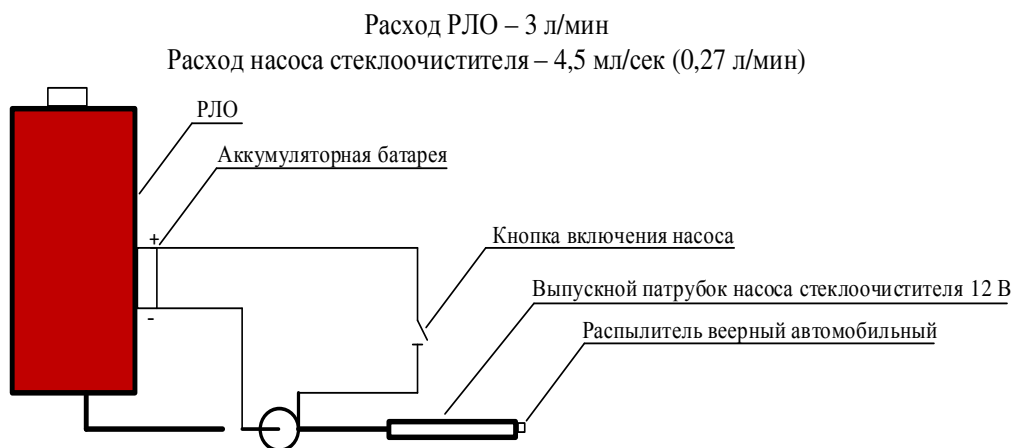 Расход РЛО – 3 л/мин
Расход насоса стеклоочистителя – 4,5 мл/сек (0,27 л/мин)
РЛО
Аккумуляторная батарея
+
Кнопка включения насоса
Выпускной патрубок насоса стеклоочистителя 12 В
-
Распылитель веерный автомобильный